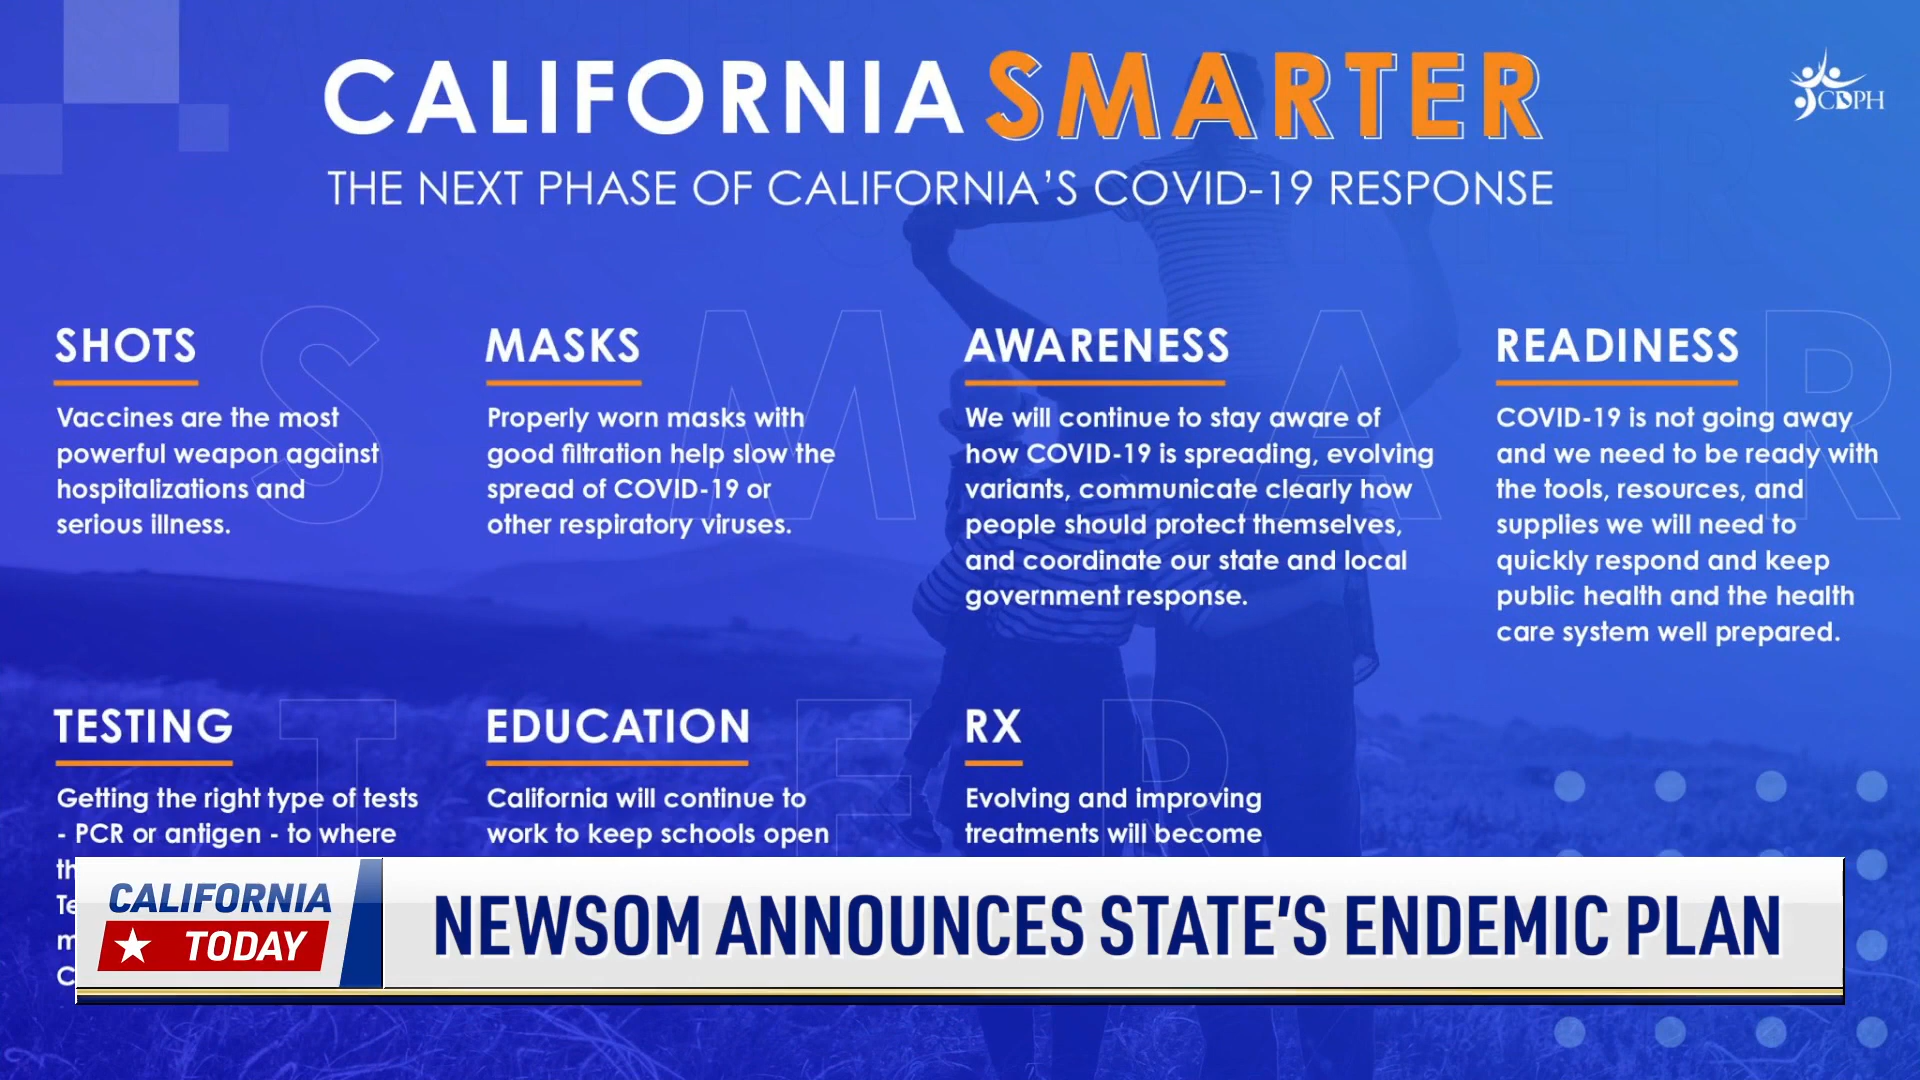 CALIFORNIA SMARTER
THE NEXT PHASE OF CALIFORNIA'S COVID-19 RESPONSE
CDPH
SHOTS
Vaccines are the most
powerful weapon against
hospitalizations and
serious illness.
MASKS
Properly worn masks with
good filtration help slow the
spread of COVID-19 or
other respiratory viruses.
AWARENESS
We will continue to stay aware of
how COVID-19 is spreading, evolving
variants, communicate clearly how
people should protect themselves,
and coordinate our state and local
government response.
READINESS
COVID-19 is not going away
and we need to be ready with
the tools, resources, and
supplies we will need to
quickly respond and keep
public health and the health
care system well prepared.
S
M
A
R
TESTING
Getting the right type of tests
- PCR or antigen - to where
EDUCATION
California will continue to
work to keep schools open
RX
Evolving and improving
treatments will become
T
E
R
CALIFORNIA
TODAY
NEWSOM ANNOUNCES STATE'S ENDEMIC PLAN